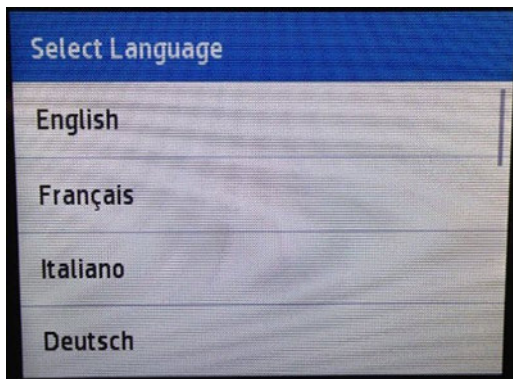 Select Language
English
Français
Italiano
Deutsch